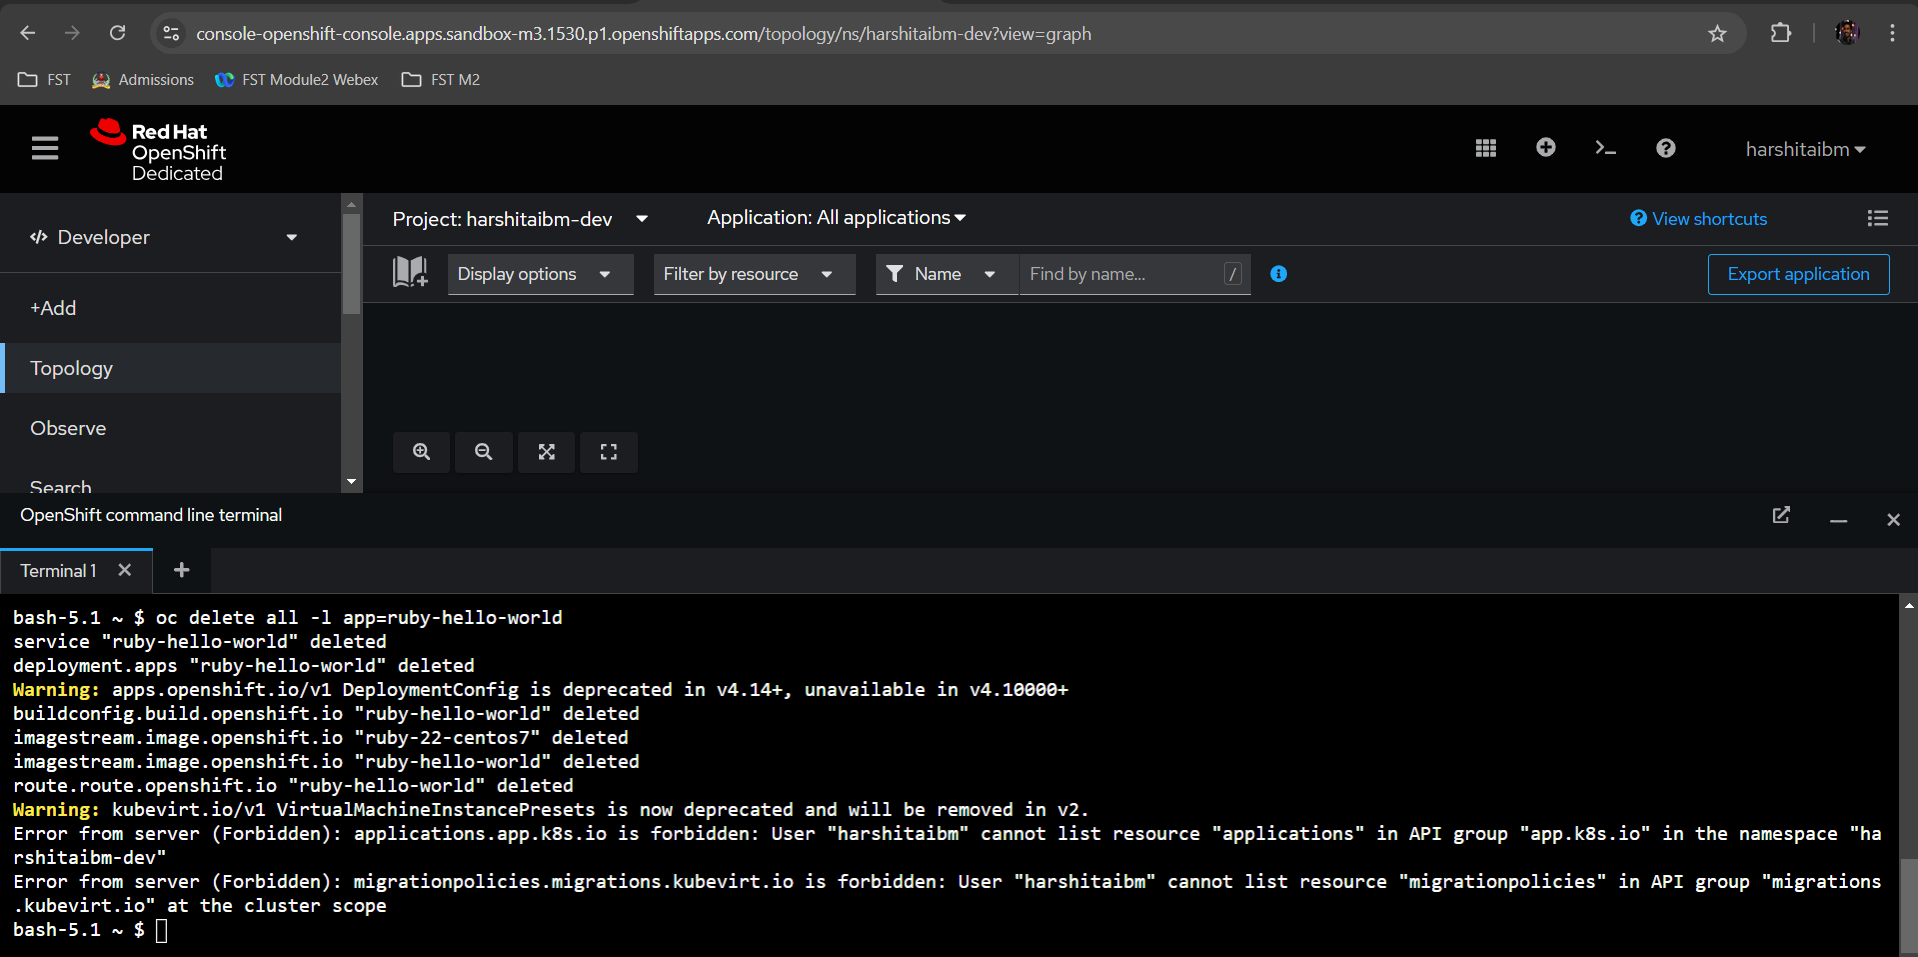 console-openshift-console.apps.sandbox-m3.1530.p1.openshiftapps.com/topology/ns/harshitaibm-dev?view=graph
FST Admissions FST Module2 Webex FST M2
Red Hat
OpenShift
Dedicated
harshitaibm
Developer
Project: harshitaibm-dev Application: All applications View shortcuts
Display options Filter by resource Name Find by name... / Export application
+Add
Topology
Observe
Search
OpenShift command line terminal
Terminal 1
bash-5.1 ~ $ oc delete all -l app=ruby-hello-world
service "ruby-hello-world" deleted
deployment.apps "ruby-hello-world" deleted
Warning: apps.openshift.io/v1 DeploymentConfig is deprecated in v4.14+, unavailable in v4.10000+
buildconfig.build.openshift.io "ruby-hello-world" deleted
imagestream.image.openshift.io "ruby-22-centos7" deleted
imagestream.image.openshift.io "ruby-hello-world" deleted
route.route.openshift.io "ruby-hello-world" deleted
Warning: kubevirt.io/v1 VirtualMachineInstancePresets is now deprecated and will be removed in v2.
Error from server (Forbidden): applications.app.k8s.io is forbidden: User "harshitaibm" cannot list resource "applications" in API group "app.k8s.io" in the namespace "ha
rshitaibm-dev"
Error from server (Forbidden): migrationpolicies.migrations.kubevirt.io is forbidden: User "harshitaibm" cannot list resource "migrationpolicies" in API group "migrations
.kubevirt.io" at the cluster scope
bash-5.1 ~ $